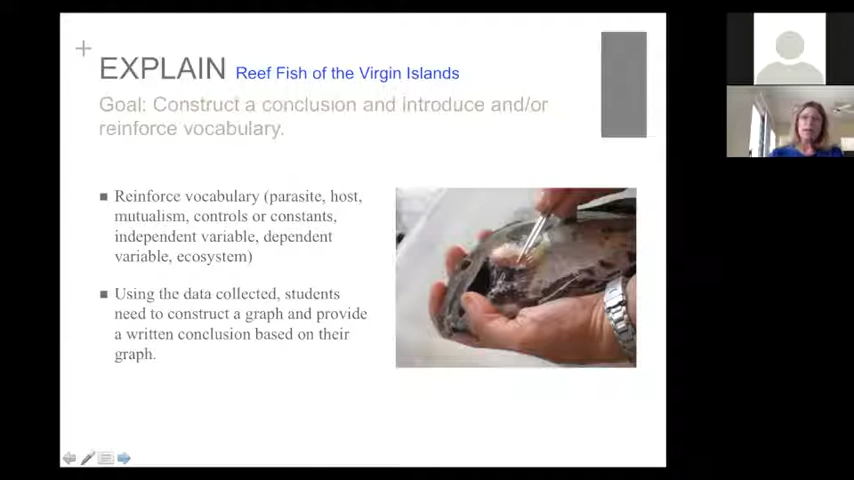 EXPLAIN Reef Fish of the Virgin Islands
Goal: Construct a conclusion and introduce and/or
reinforce vocabulary.
■ Reinforce vocabulary (parasite, host,
mutualism, controls or constants,
independent variable, dependent
variable, ecosystem)
■ Using the data collected, students
need to construct a graph and provide
a written conclusion based on their
graph.